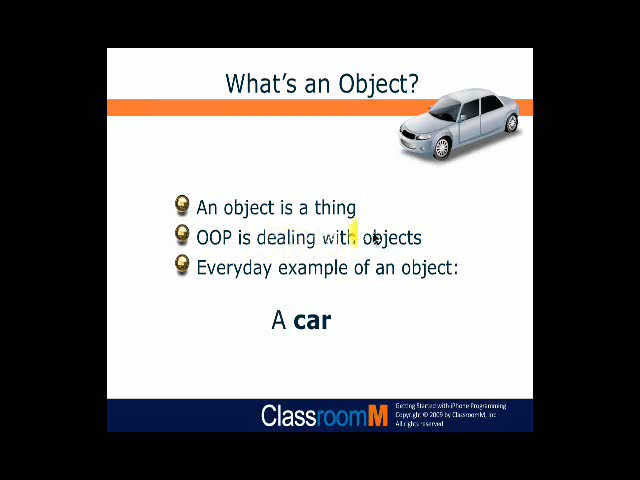 What's an Object?
An object is a thing
OOP is dealing with objects
Everyday example of an object:
A car
ClassroomM
Getting Started with iPhone Programming
Copyright © 2009 by ClassroomM, Inc
All rights reserved